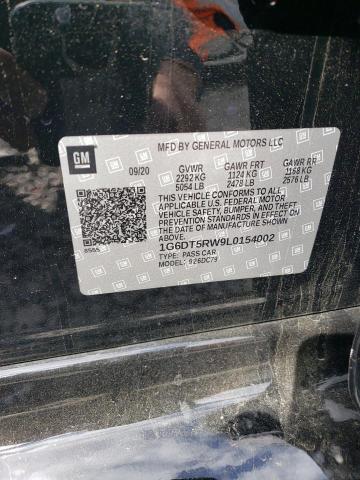 MFD BY GENERAL MOTORS LLC
GM
09/20 GVWR GAWR FRT GAWR RR
2292 KG 1124 KG 1168 KG
5054 LB 2478 LB 2576 LB
THIS VEHICLE CONFORMS TO ALL
APPLICABLE U.S. FEDERAL MOTOR
VEHICLE SAFETY, BUMPER, AND THEFT
PREVENTION STANDARDS IN EFFECT
ON THE DATE OF MANUFACTURE
SHOWN ABOVE.
1G6DT5RW9L0154002
TYPE: PASS CAR
MODEL: 926DC79